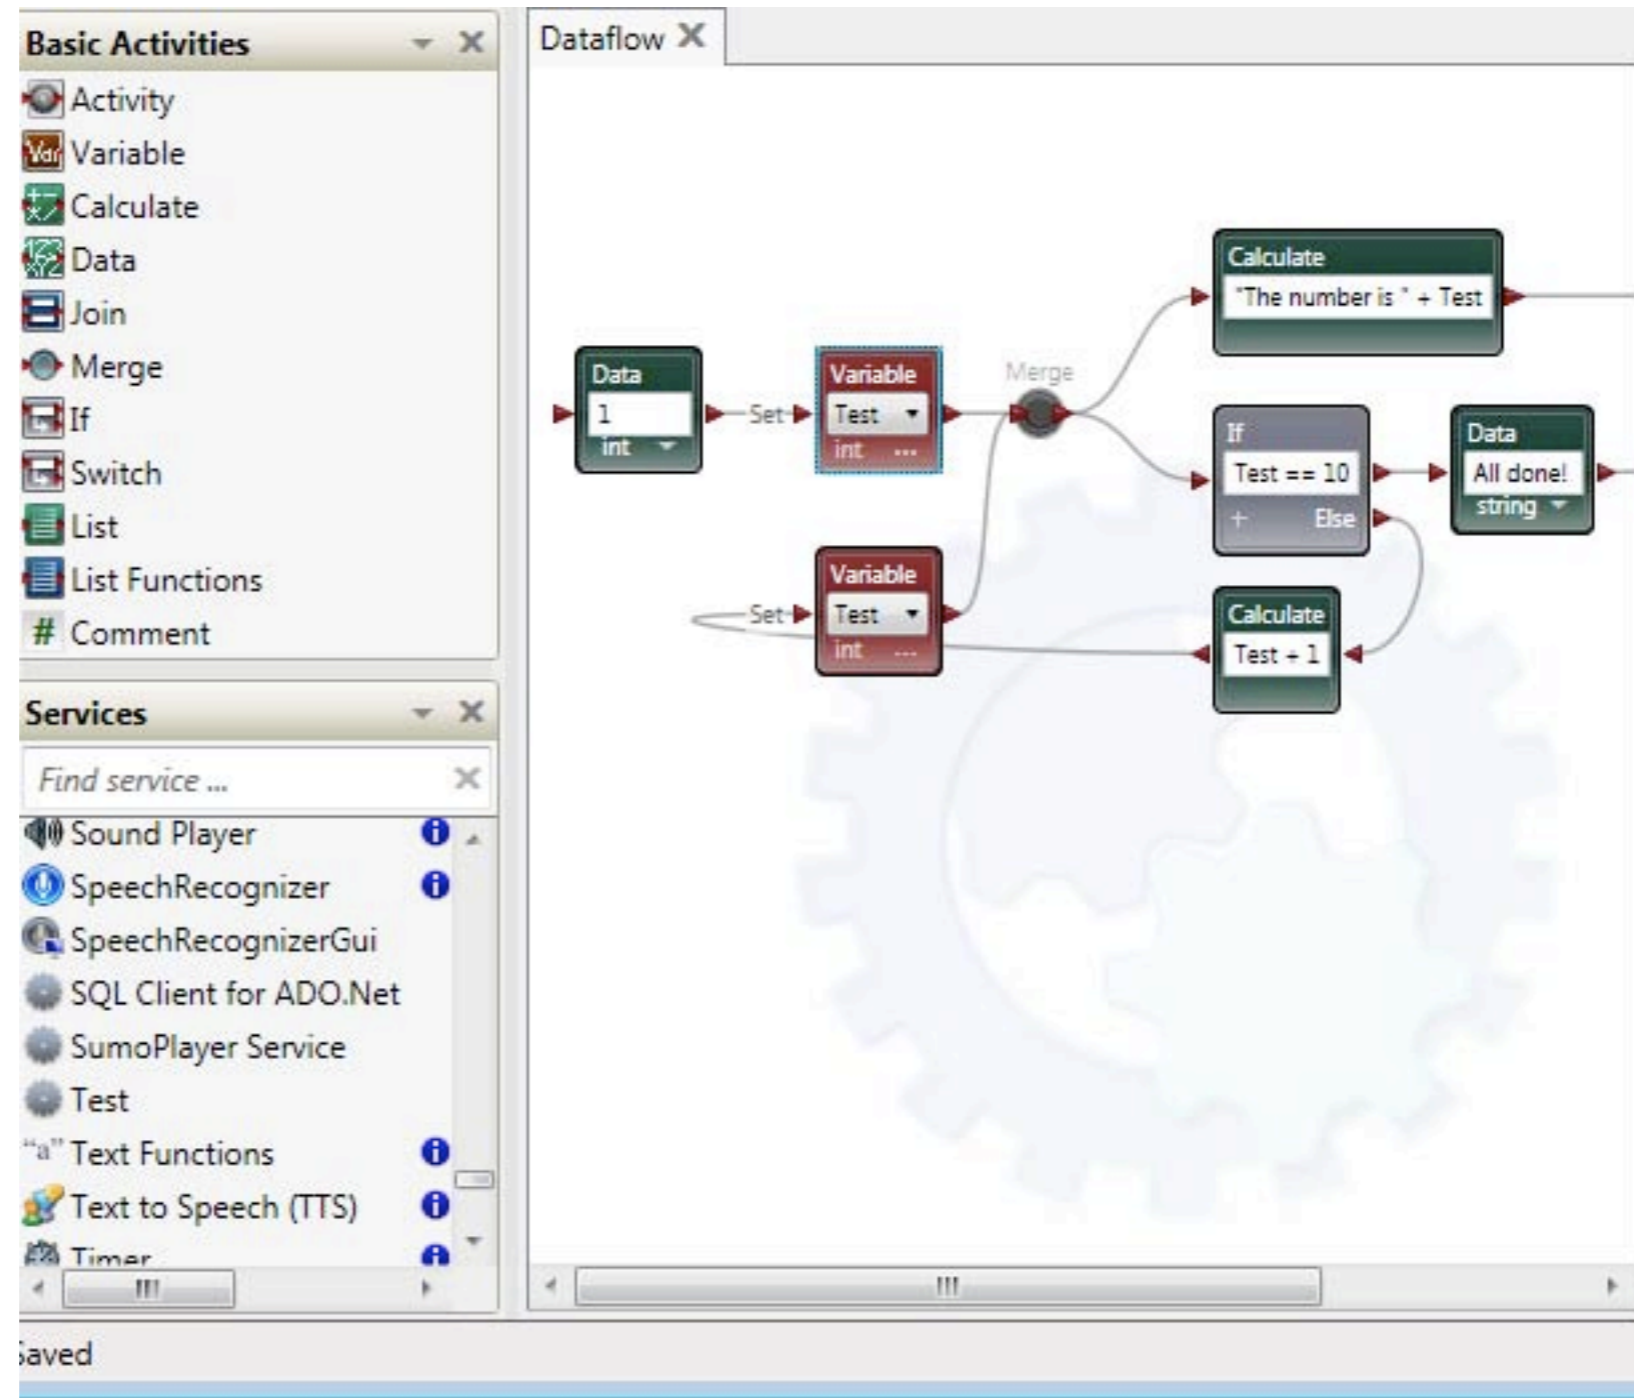 Basic Activities
Activity
Variable
Calculate
Data
Join
Merge
If
Switch
List
List Functions
# Comment
Services
Find service ...
Sound Player
SpeechRecognizer
SpeechRecognizerGui
SQL Client for ADO.Net
SumoPlayer Service
Test
"a" Text Functions
Text to Speech (TTS)
Timer
Saved
Dataflow
Data
1
int
Set
Variable
Test
int ...
Merge
Calculate
"The number is " + Test
If
Test == 10
+ Else
Data
All done!
string
Set
Variable
Test
int ...
Calculate
Test + 1